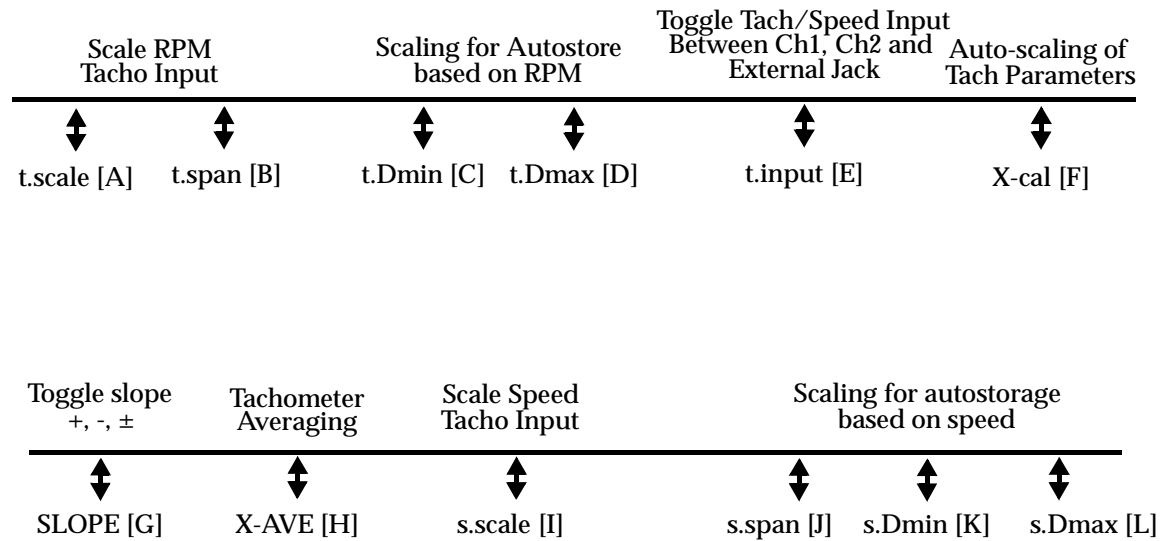 Scale RPM
Tacho Input
Scaling for Autostore
based on RPM
Toggle Tach/Speed Input
Between Ch1, Ch2 and
External Jack
Auto-scaling of
Tach Parameters
t.scale [A]
t.span [B]
t.Dmin [C]
t.Dmax [D]
t.input [E]
X-cal [F]
Toggle slope
+, -, ±
Tachometer
Averaging
Scale Speed
Tacho Input
Scaling for autostorage
based on speed
SLOPE [G]
X-AVE [H]
s.scale [I]
s.span [J]
s.Dmin [K]
s.Dmax [L]